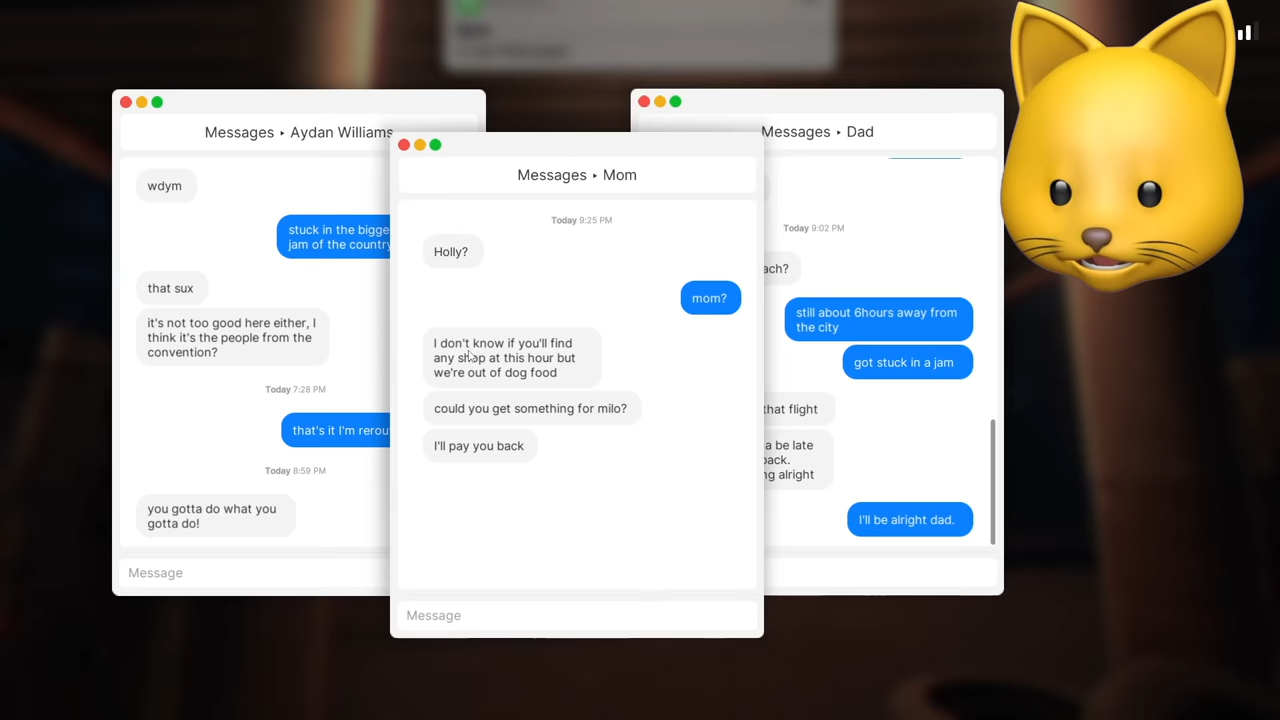 Messages ▸ Aydan Williams
wdym
stuck in the bigge
jam of the country
that sux
it's not too good here either, I
think it's the people from the
convention?
Today 7:28 PM
that's it I'm rerou
Today 8:59 PM
you gotta do what you
gotta do!
Message
Messages ▸ Mom
Today 9:25 PM
Holly?
mom?
I don't know if you'll find
any shop at this hour but
we're out of dog food
could you get something for milo?
I'll pay you back
Message
Messages ▸ Dad
Today 9:02 PM
ach?
still about 6hours away from
the city
got stuck in a jam
that flight
a be late
back.
ng alright
I'll be alright dad.